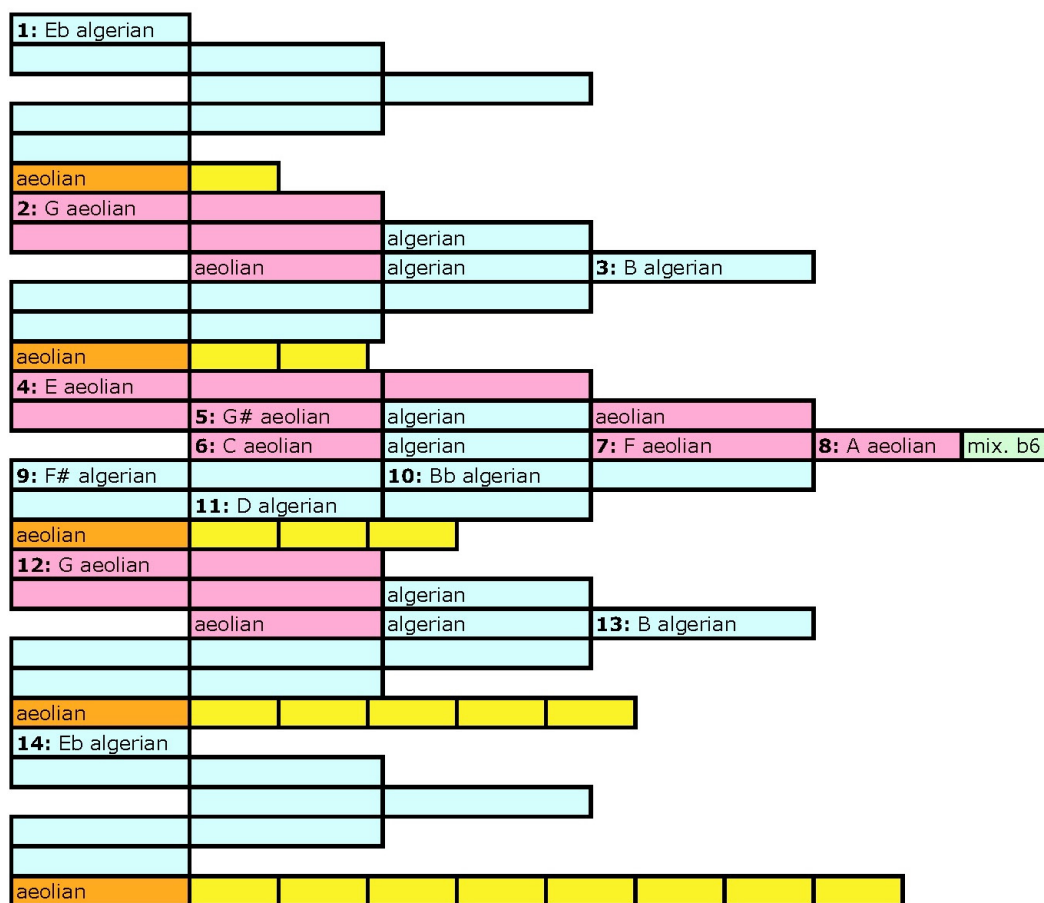 1: Eb algerian
aeolian
2: G aeolian
algerian
aeolian algerian 3: B algerian
aeolian
4: E aeolian
5: G# aeolian algerian aeolian
6: C aeolian algerian 7: F aeolian 8: A aeolian mix. b6
9: F# algerian 10: Bb algerian
11: D algerian
aeolian
12: G aeolian
algerian
aeolian algerian 13: B algerian
aeolian
14: Eb algerian
aeolian